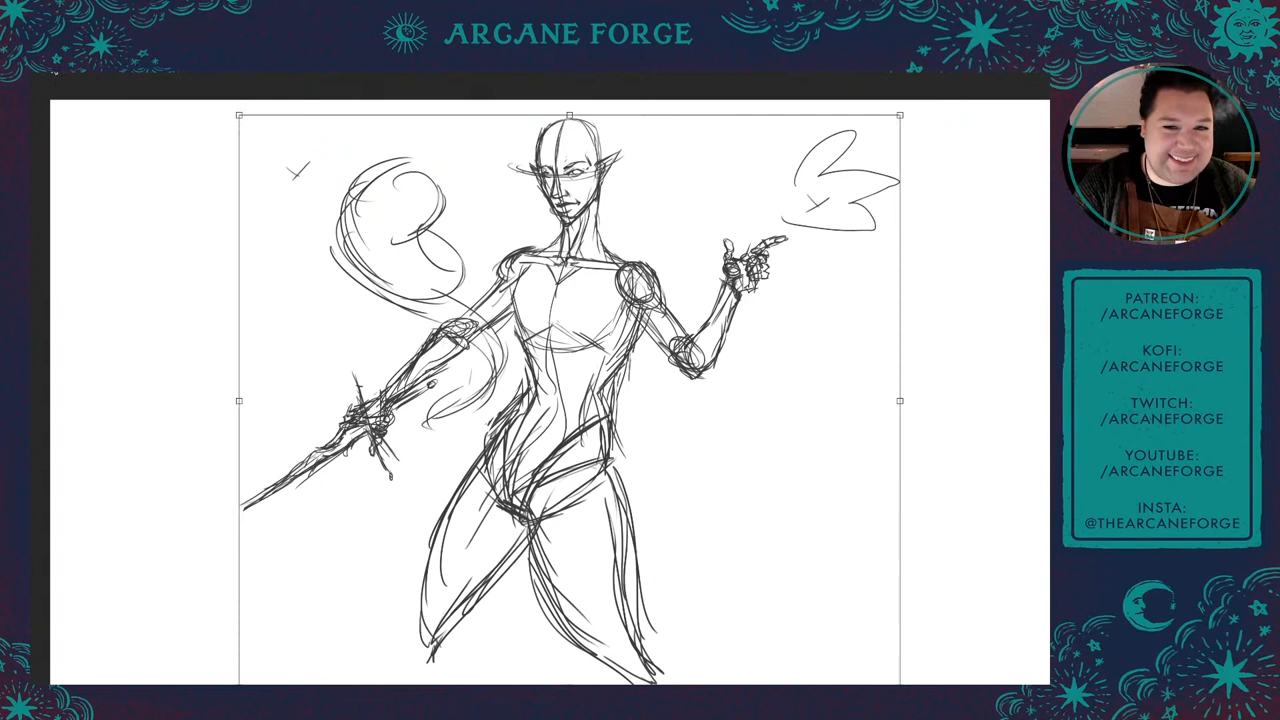 ARCANE FORGE
PATREON:
/ARCANEFORGE
KOFI:
/ARCANEFORGE
TWITCH:
/ARCANEFORGE
YOUTUBE:
/ARCANEFORGE
INSTA:
@THEARCANEFORGE